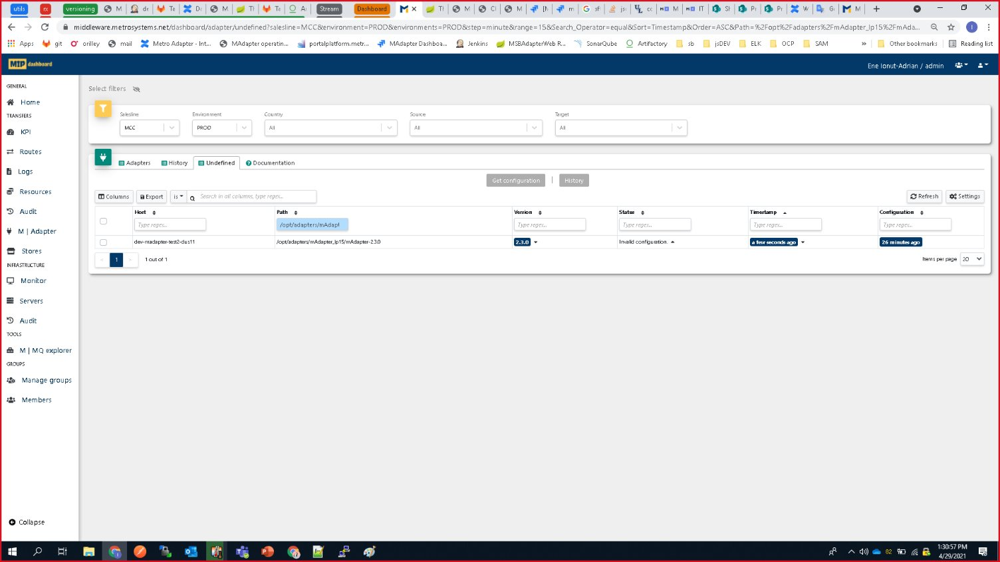 utils rx versioning M de Ta D M Tl Ta A Stream Dashboard Tl M Cl M [M m sf js cc M IT Sl Pr Pr W G M
middleware.metrosystems.net/dashboard/adapter/undefined?salesline=MCC&environment=PROD&environments=PROD&step=minute&range=15&Search_Operator=equal&Sort=Timestamp&Order=ASC&Path=%2Fopt%2Fadapters%2FmAdapter_lp15%2FmAda...
Apps git orilley mail Metro Adapter - Int... MAdapter operatin... portalplatform.metr... MAdapter Dashboa... Jenkins MSBAdapterWeb R... SonarQube Artifactory sb jsDEV ELK OCP SAM » Other bookmarks Reading list
MIP dashboard
Ene Ionut-Adrian / admin
GENERAL
Home
TRANSFERS
KPI
Routes
Logs
Resources
Audit
M | Adapter
Stores
INFRASTRUCTURE
Monitor
Servers
Audit
TOOLS
M | MQ explorer
GROUPS
Manage groups
Members
Collapse
Select filters
Salesline Environment Country Source Target
MCC PROD All All All
Adapters History Undefined Documentation
Get configuration | History
Columns Export is Search in all columns, type regex... Refresh Settings
Host Path Version Status Timestamp Configuration
Type regex... /opt/adapters/mAdapt Type regex... Type regex... Type regex... Type regex...
dev-madapter-test2-dus11 /opt/adapters/mAdapter_lp15/mAdapter-2.3.0 2.3.0 Invalid configuration. a few seconds ago 26 minutes ago
< 1 > 1 out of 1 Items per page 20
82
1:30:57 PM
4/29/2021